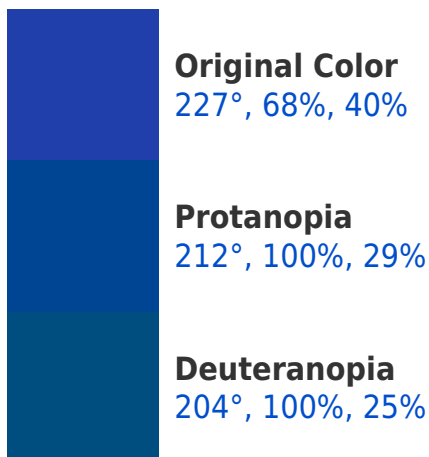 Original Color
227°, 68%, 40%
Protanopia
212°, 100%, 29%
Deuteranopia
204°, 100%, 25%